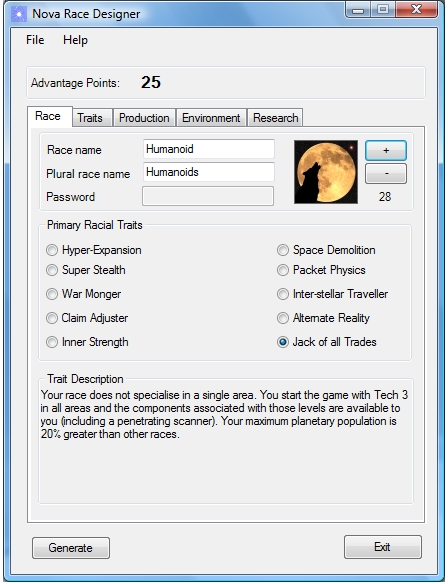 Nova Race Designer
File Help
Advantage Points: 25
Race Traits Production Environment Research
Race name Humanoid +
Plural race name Humanoids -
Password 28
Primary Racial Traits
Hyper-Expansion Space Demolition
Super Stealth Packet Physics
War Monger Inter-stellar Traveller
Claim Adjuster Alternate Reality
Inner Strength Jack of all Trades
Trait Description
Your race does not specialise in a single area. You start the game with Tech 3
in all areas and the components associated with those levels are available to
you (including a penetrating scanner). Your maximum planetary population is
20% greater than other races.
Generate Exit